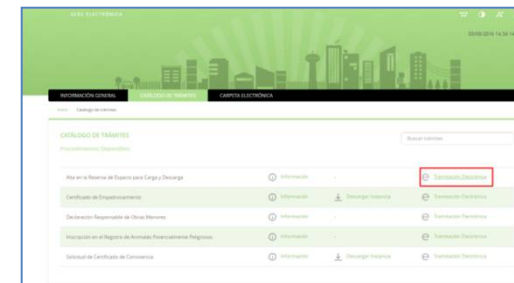 SEDE ELECTRÓNICA
INFORMACIÓN GENERAL CATÁLOGO DE TRÁMITES CARPETA ELECTRÓNICA
Inicio Catálogo de trámites
CATÁLOGO DE TRÁMITES Buscar trámites
Procedimientos Disponibles
Alta en la Reserva de Espacio para Carga y Descarga Información - Tramitación Electrónica
Certificado de Empadronamiento Información Descargar Instancia Tramitación Electrónica
Declaración Responsable de Obras Menores Información - Tramitación Electrónica
Inscripción en el Registro de Animales Potencialmente Peligrosos Información - Tramitación Electrónica
Solicitud de Certificado de Convivencia Información Descargar Instancia Tramitación Electrónica